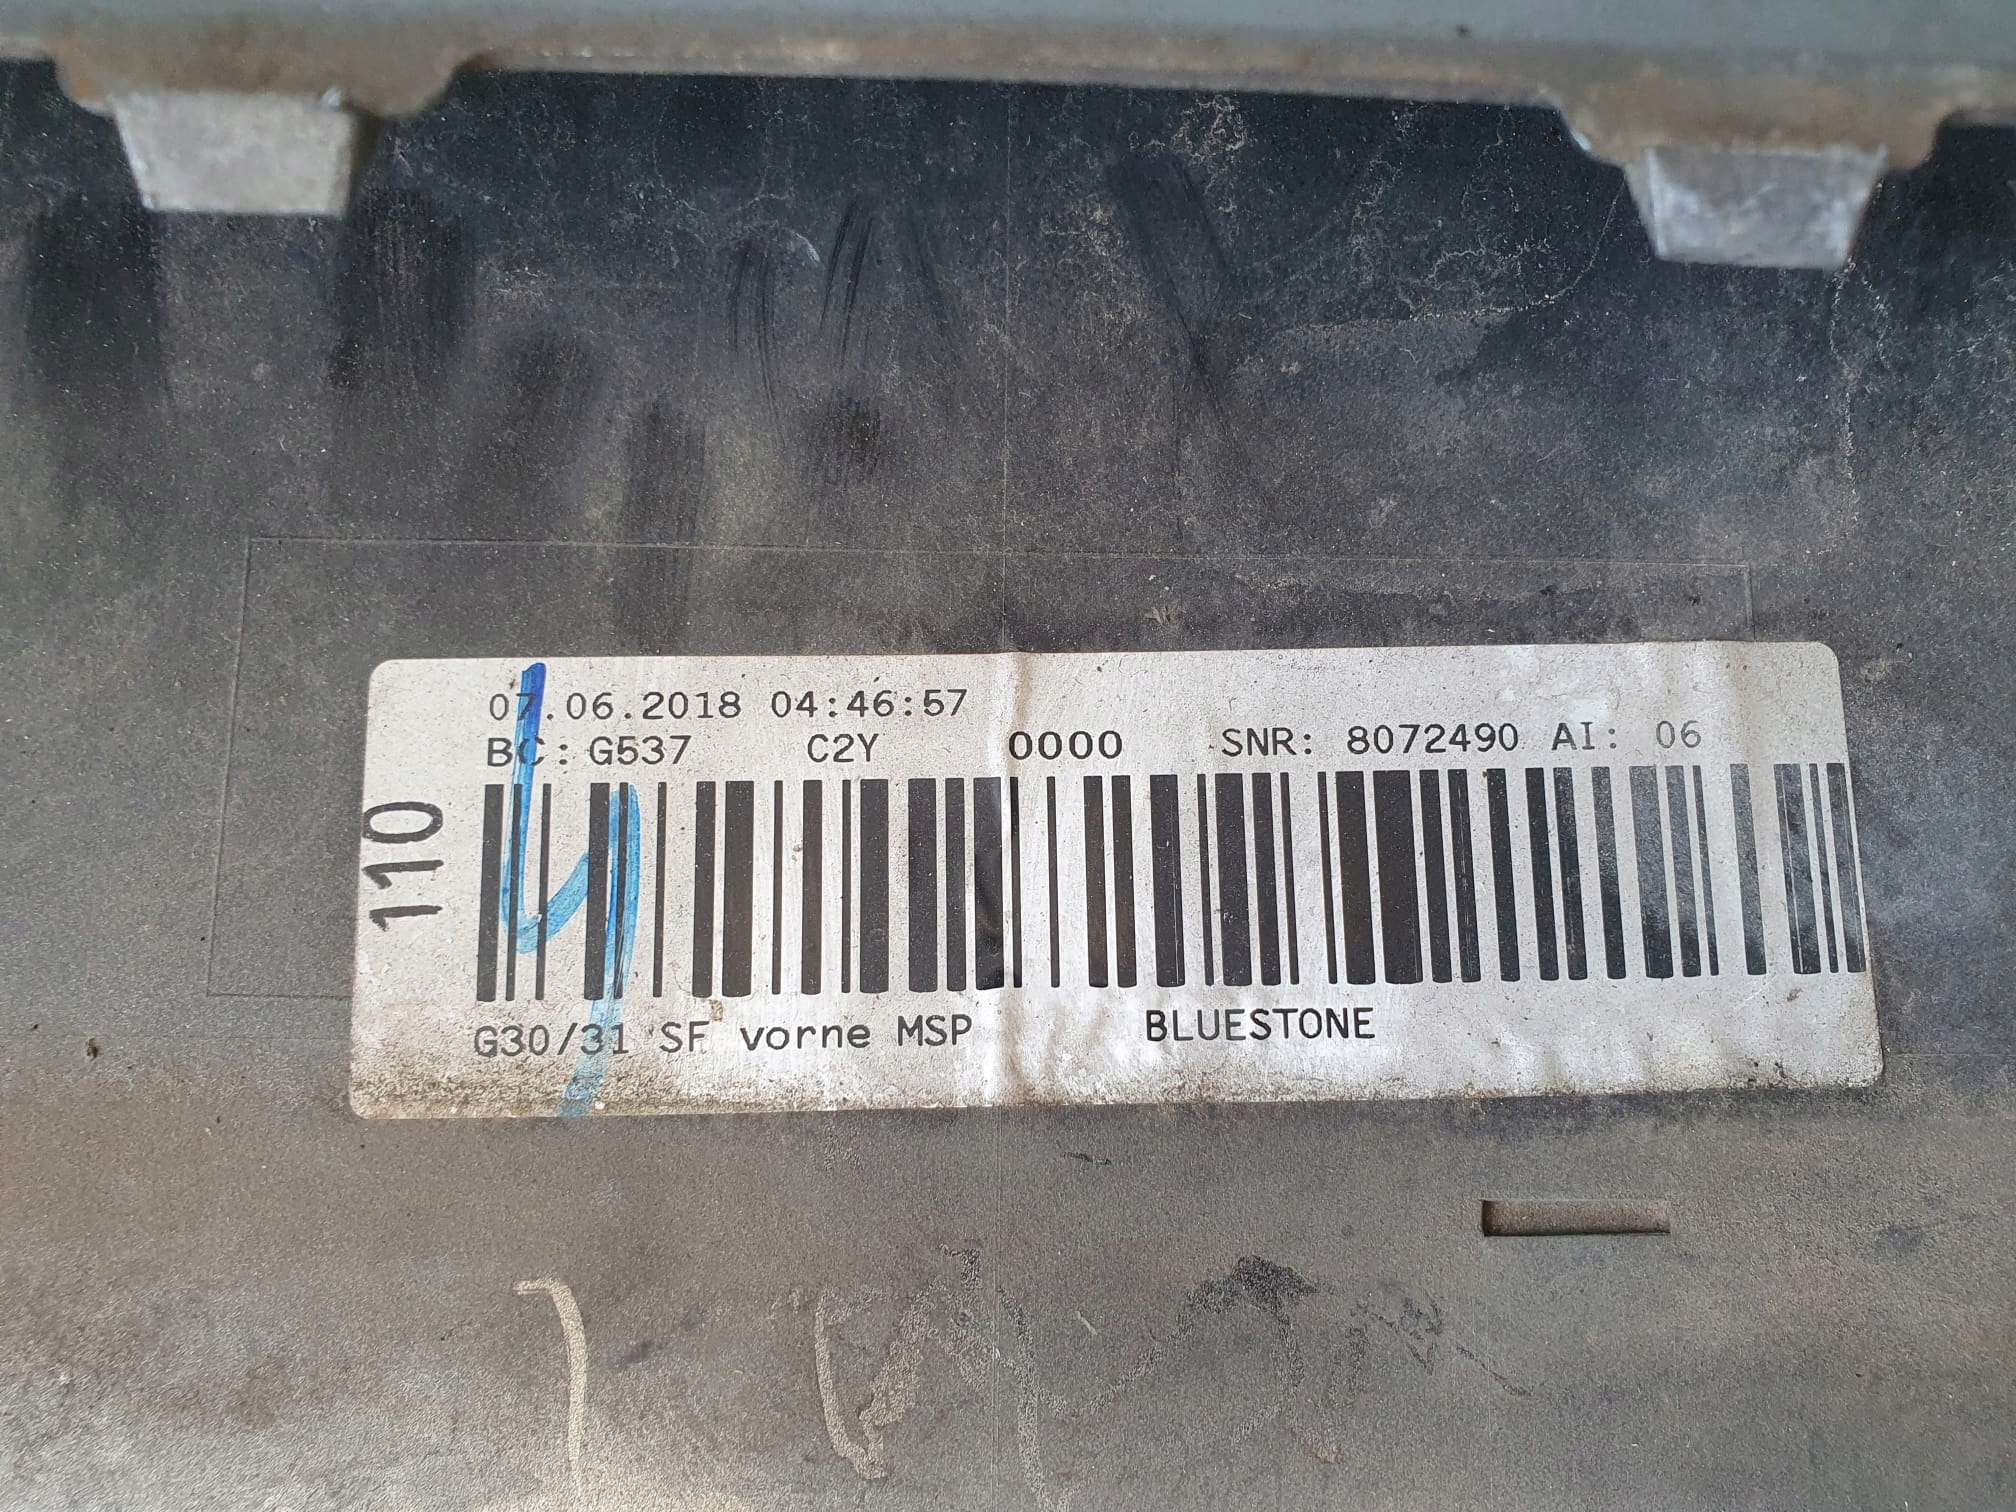 07.06.2018 04:46:57
BC: G537 C2Y 0000 SNR: 8072490 AI: 06
110
G30/31 SF vorne MSP BLUESTONE